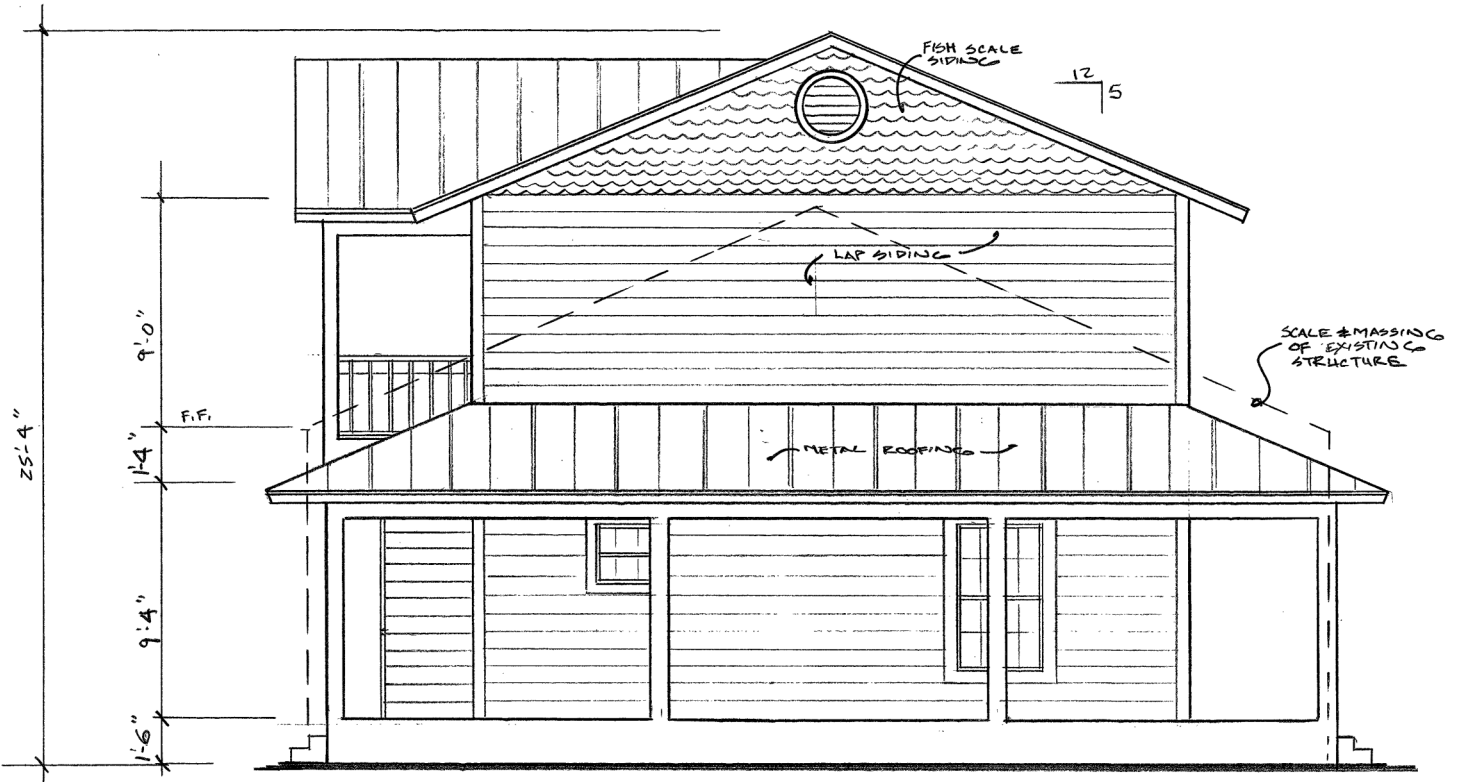 FISH SCALE
SIDING
12
5
LAP SIDING
9'-0"
SCALE & MASSING
OF EXISTING
STRUCTURE
F.F.
25'-4"
1'-4"
METAL ROOFING
9'-4"
1'-6"